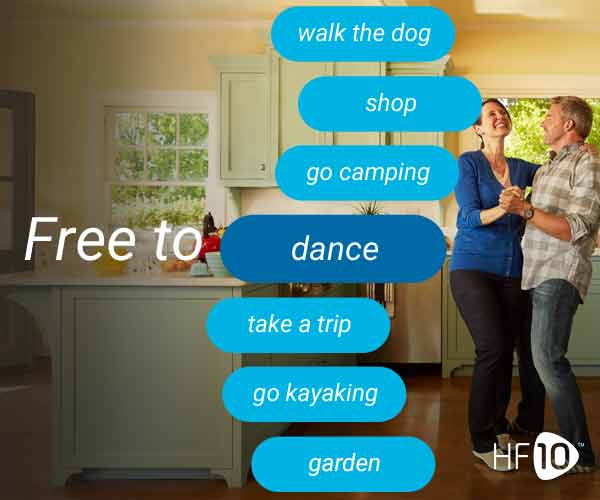 walk the dog
shop
go camping
Free to dance
take a trip
go kayaking
garden
HF10™